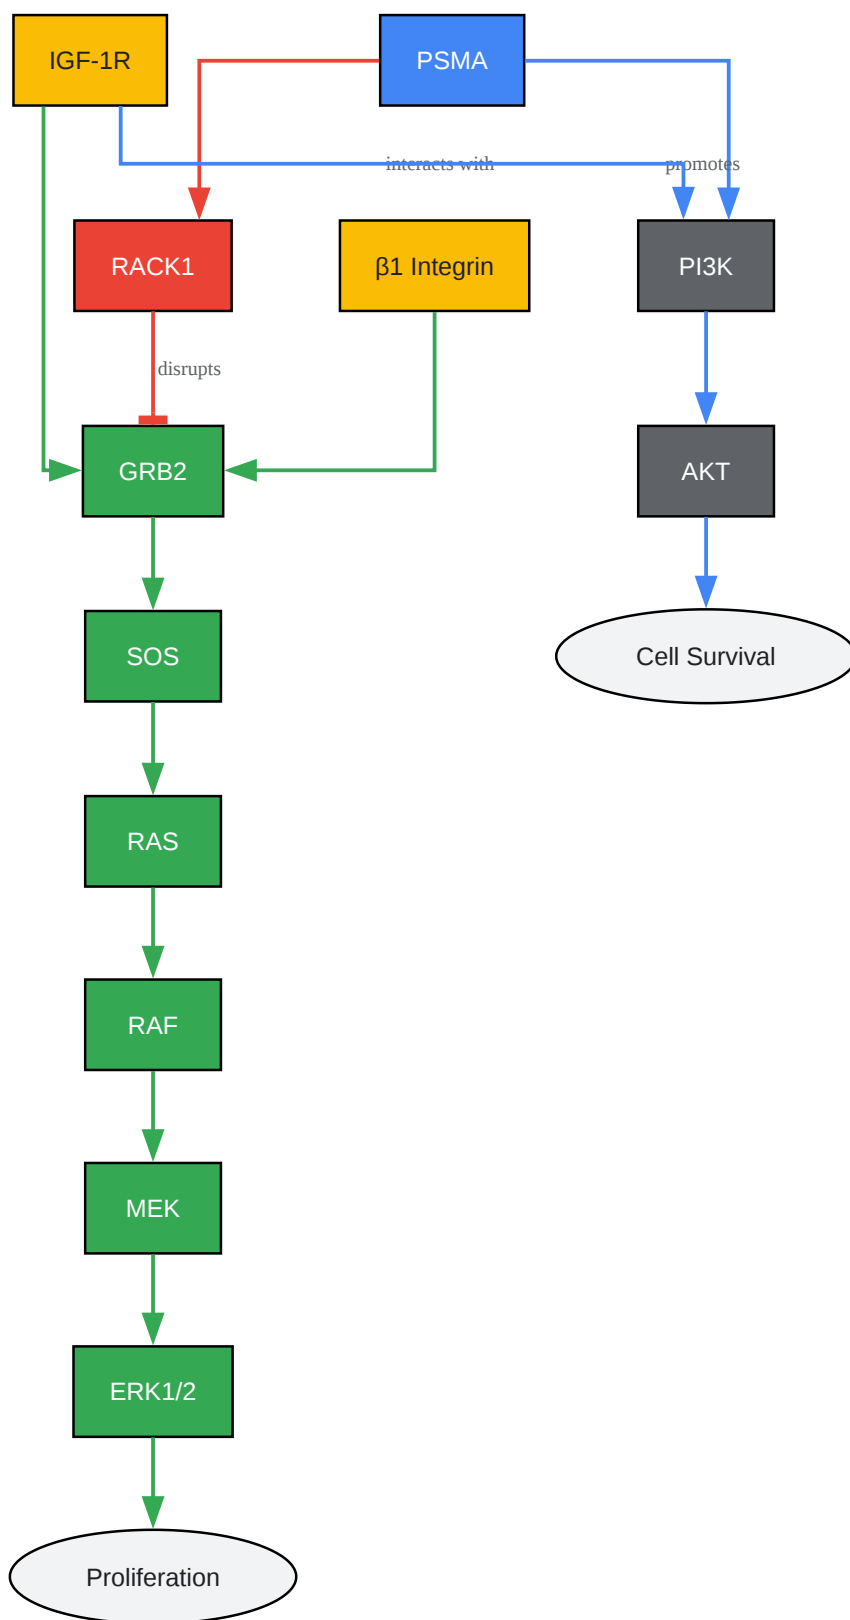 IGF-1R
PSMA
interacts with
promotes
RACK1
β1 Integrin
PI3K
disrupts
GRB2
AKT
SOS
Cell Survival
RAS
RAF
MEK
ERK1/2
Proliferation